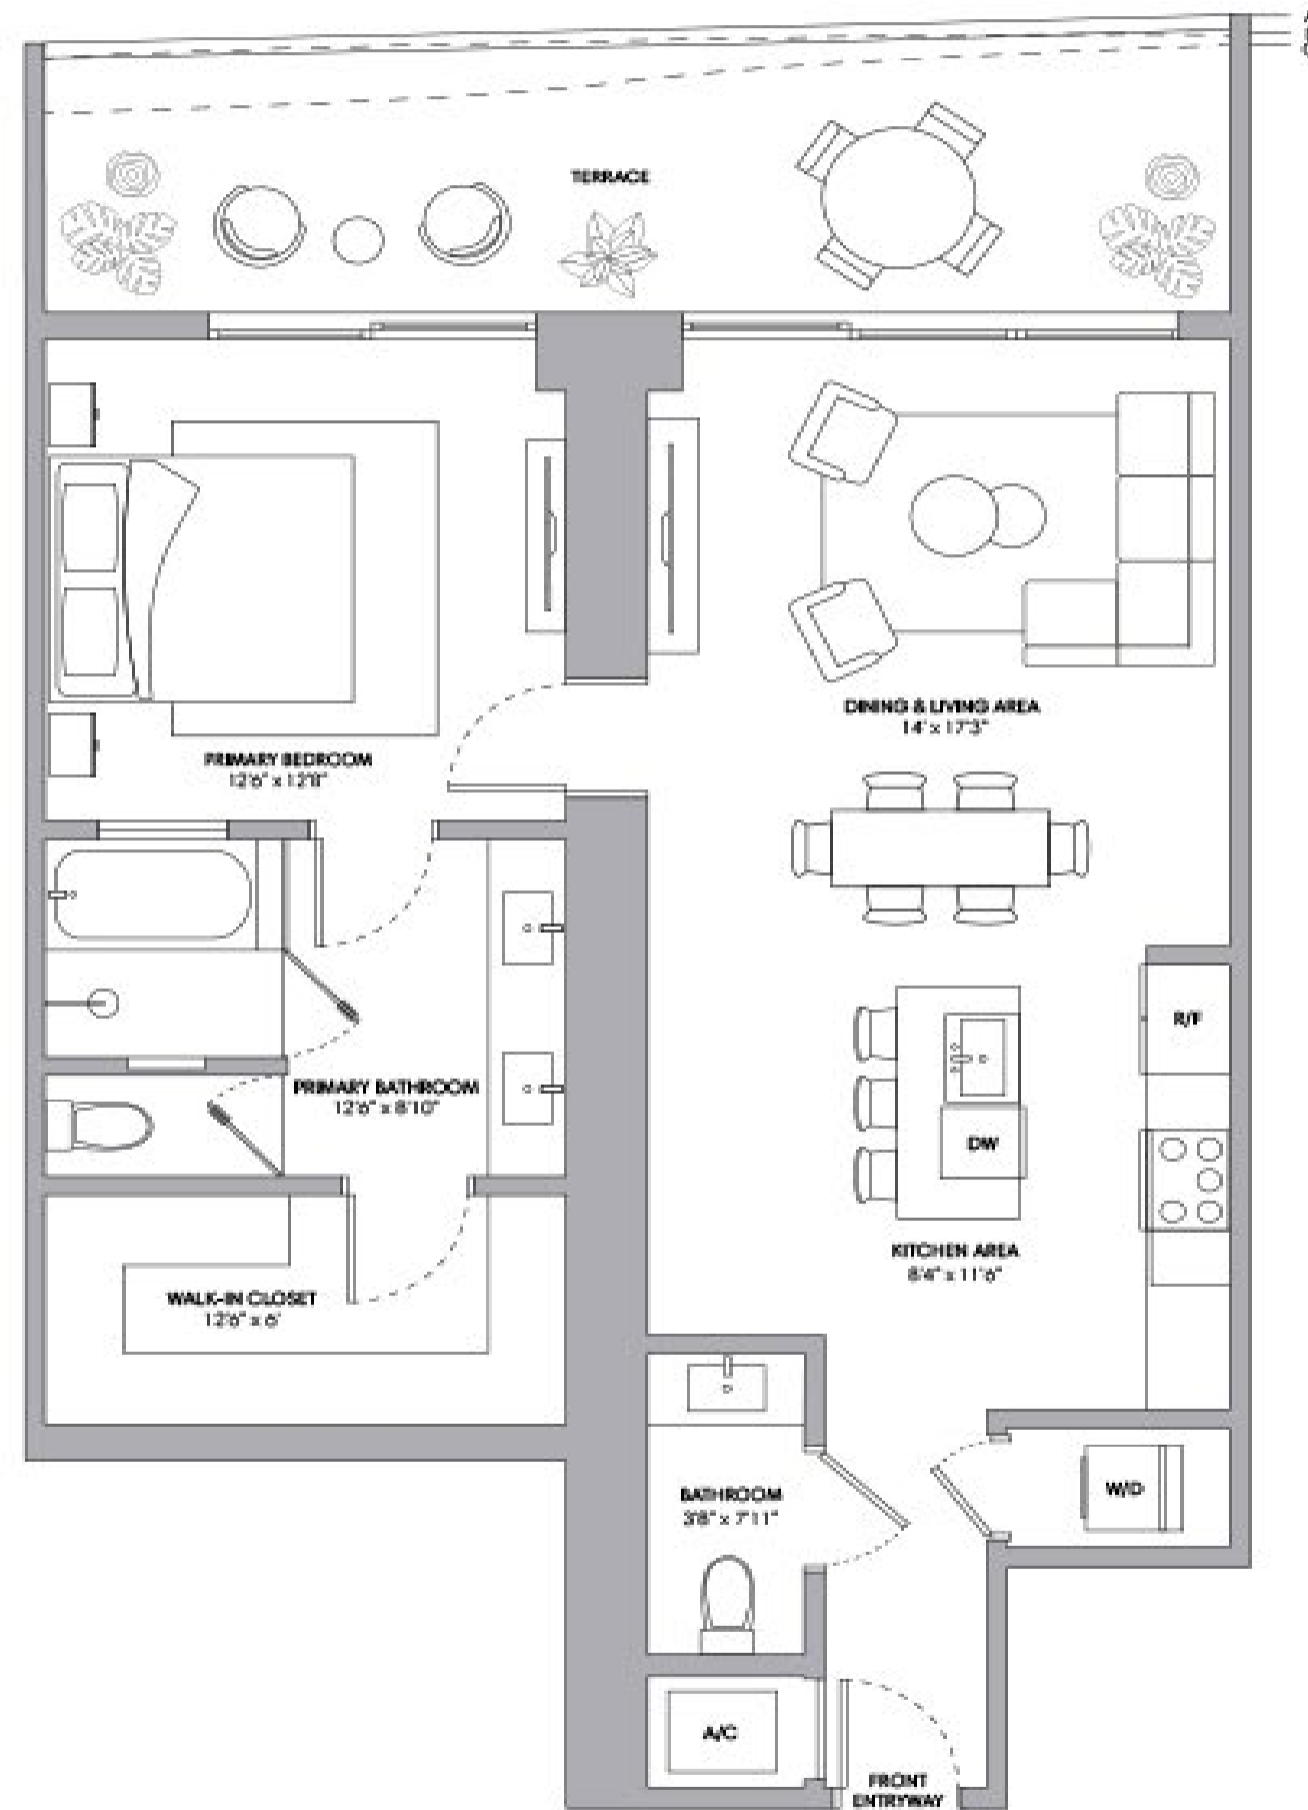 TERRACE
DINING & LIVING AREA
14' x 17'3"
PRIMARY BEDROOM
12'6" x 12'8"
R/F
PRIMARY BATHROOM
12'6" x 8'10"
DW
KITCHEN AREA
8'4" x 11'6"
WALK-IN CLOSET
12'6" x 6'
BATHROOM
3'8" x 7'11"
W/D
A/C
FRONT
ENTRYWAY